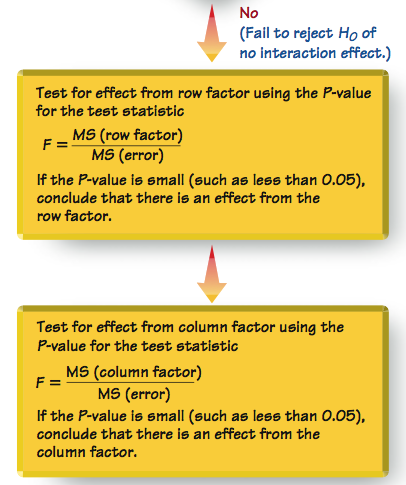 No
(Fail to reject H₀ of
no interaction effect.)
Test for effect from row factor using the P-value
for the test statistic
F = MS (row factor) / MS (error)
If the P-value is small (such as less than 0.05),
conclude that there is an effect from the
row factor.
Test for effect from column factor using the
P-value for the test statistic
F = MS (column factor) / MS (error)
If the P-value is small (such as less than 0.05),
conclude that there is an effect from the
column factor.